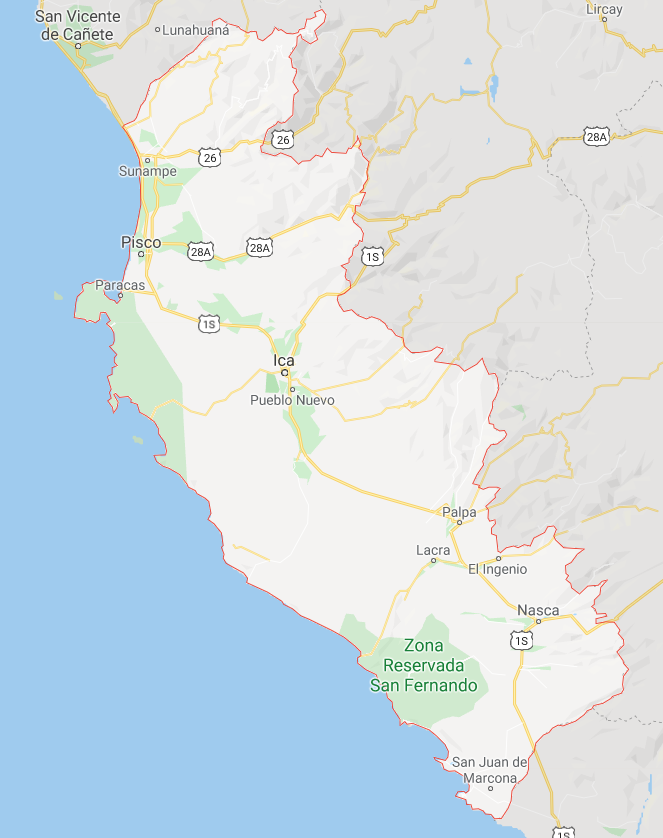 San Vicente
de Cañete
Lunahuaná
Lircay
26
28A
26
Sunampe
Pisco
28A
28A
1S
Paracas
1S
Ica
Pueblo Nuevo
Palpa
Lacra
El Ingenio
Nasca
1S
Zona
Reservada
San Fernando
San Juan de
Marcona
1S